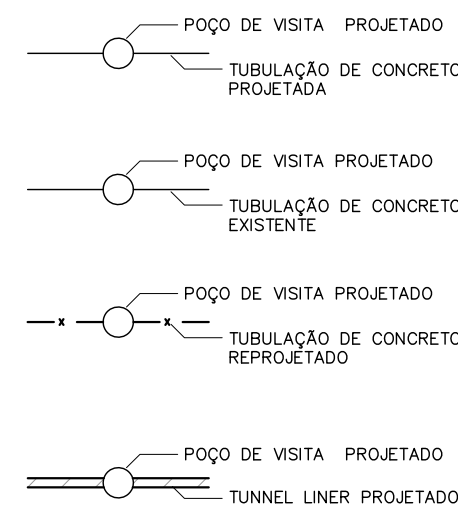 POÇO DE VISITA PROJETADO
TUBULAÇÃO DE CONCRETO
PROJETADA
POÇO DE VISITA PROJETADO
TUBULAÇÃO DE CONCRETO
EXISTENTE
POÇO DE VISITA PROJETADO
x x
TUBULAÇÃO DE CONCRETO
REPROJETADO
POÇO DE VISITA PROJETADO
TUNNEL LINER PROJETADO